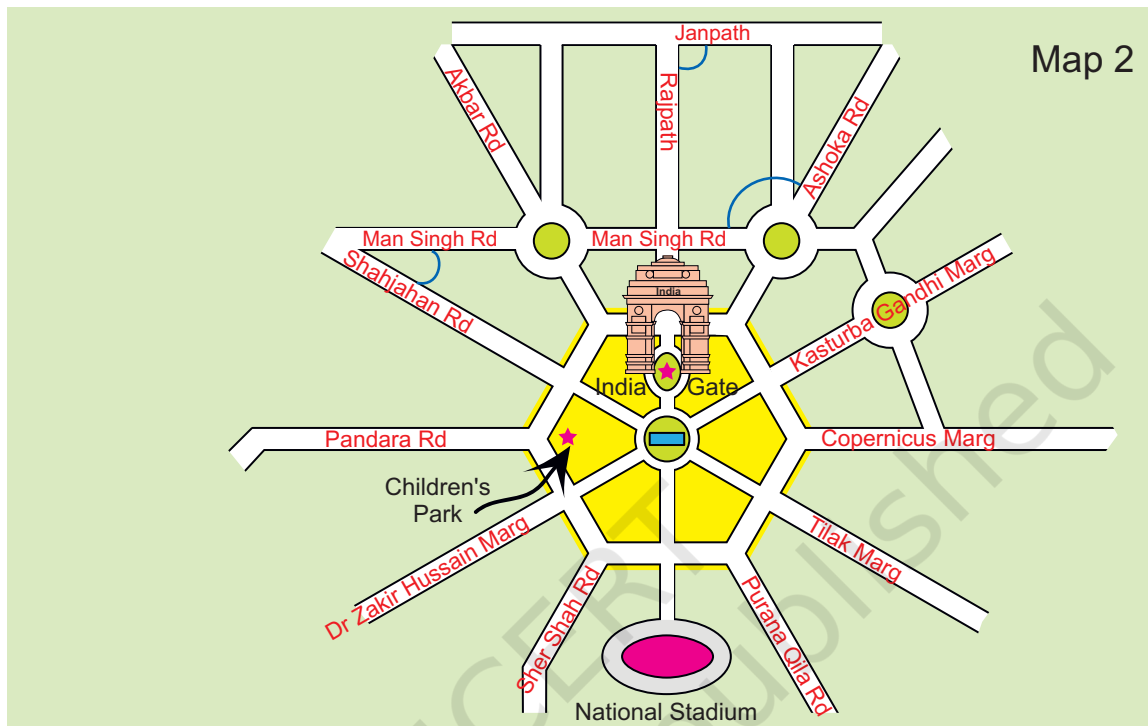 Janpath
Map 2
Akbar Rd
Rajpath
Ashoka Rd
Man Singh Rd
Man Singh Rd
Shahjahan Rd
Kasturba Gandhi Marg
India
India Gate
Pandara Rd
Copernicus Marg
Children's
Park
Dr Zakir Hussain Marg
Tilak Marg
Sher Shah Rd
Purana Qila Rd
National Stadium